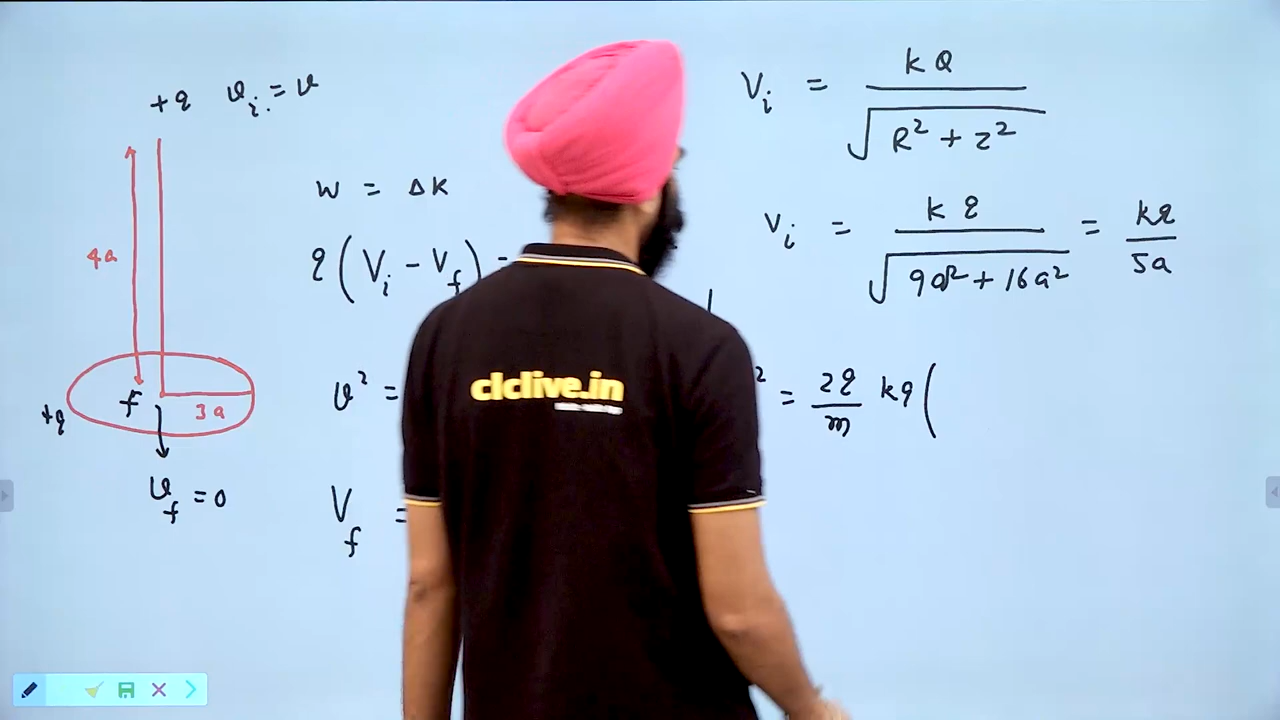 +q v_i = v
4a
f
3a
+q
v_f = 0
W = ΔK
q ( V_i - V_f )
v² =
V_f =
V_i = kQ / √(R² + z²)
V_i = kq / √(9a² + 16a²) = kq / 5a
² = 2q/m kq (
clclive.in